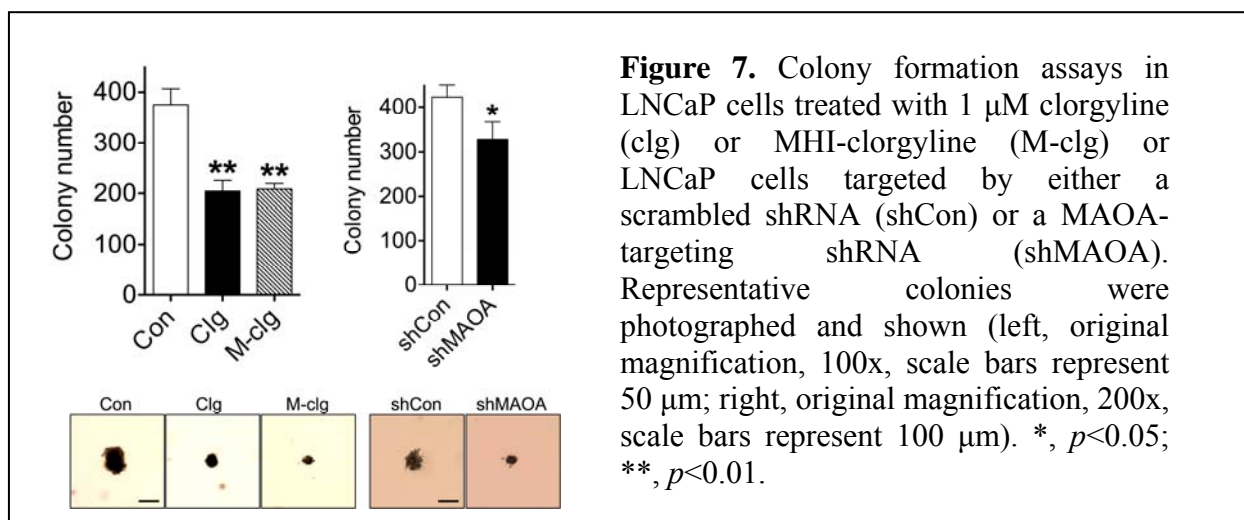 Colony number
400
300
200
100
0
**
**
Con
Clg
M-clg
Colony number
400
300
200
100
0
*
shCon
shMAOA
Con
Clg
M-clg
shCon
shMAOA
Figure 7. Colony formation assays in
LNCaP cells treated with 1 μM clorgyline
(clg) or MHI-clorgyline (M-clg) or
LNCaP cells targeted by either a
scrambled shRNA (shCon) or a MAOA-
targeting shRNA (shMAOA).
Representative colonies were
photographed and shown (left, original
magnification, 100x, scale bars represent
50 μm; right, original magnification, 200x,
scale bars represent 100 μm). *, p<0.05;
**, p<0.01.